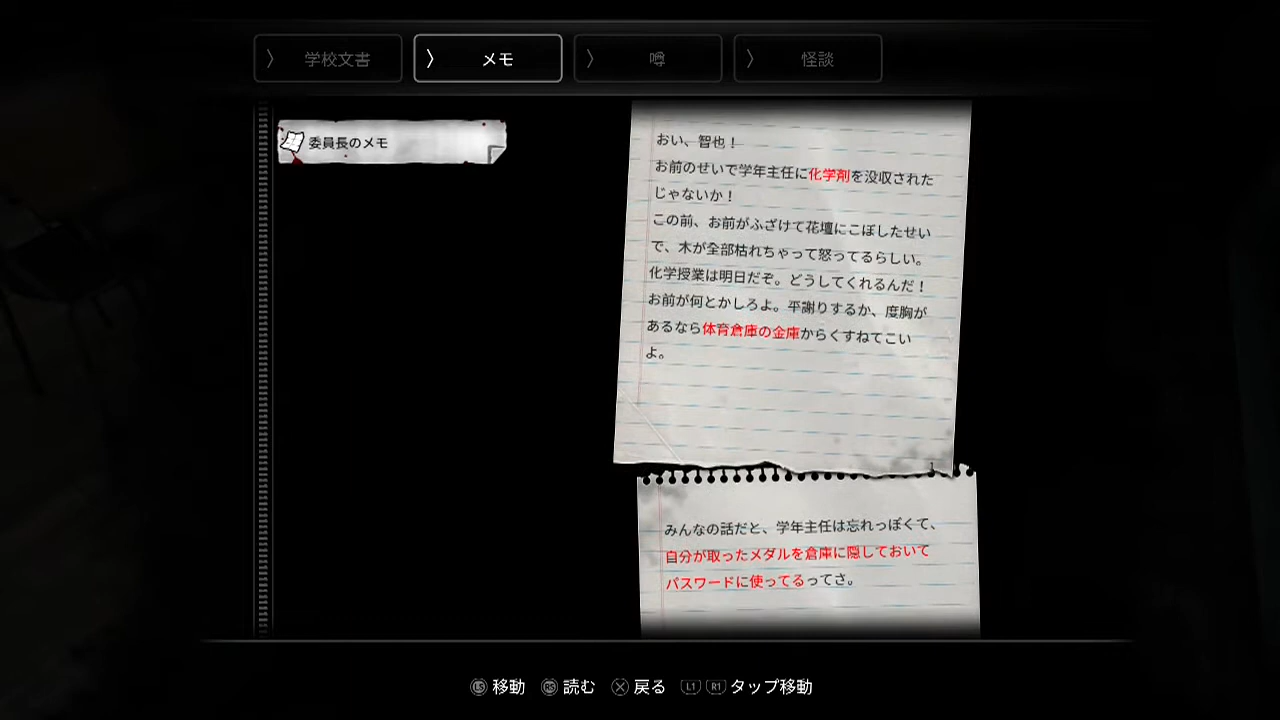 学校文書
メモ
噂
怪談
委員長のメモ
おい、智也！
お前のせいで学年主任に化学剤を没収された
じゃないか！
この前、お前がふざけて花壇にこぼしたせい
で、木が全部枯れちゃって怒ってるらしい。
化学授業は明日だぞ。どうしてくれるんだ！
お前が何とかしろよ。平謝りするか、度胸が
あるなら体育倉庫の金庫からくすねてこい
よ。
1
みんなの話だと、学年主任は忘れっぽくて、
自分が取ったメダルを倉庫に隠しておいて
パスワードに使ってるってさ。
LS 移動 RS 読む 戻る L1 R1 タップ移動